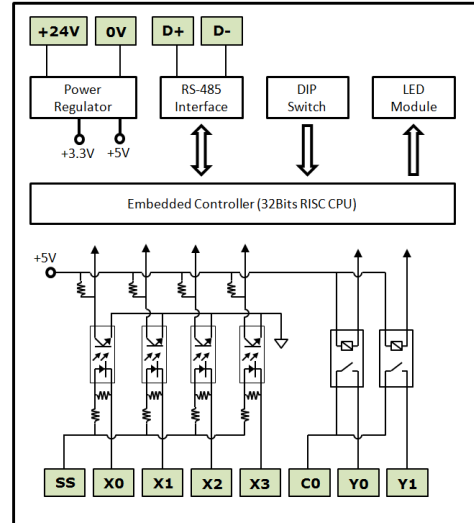 +24V 0V D+ D-
Power Regulator
RS-485 Interface
DIP Switch
LED Module
+3.3V +5V
Embedded Controller (32Bits RISC CPU)
+5V
SS X0 X1 X2 X3 C0 Y0 Y1